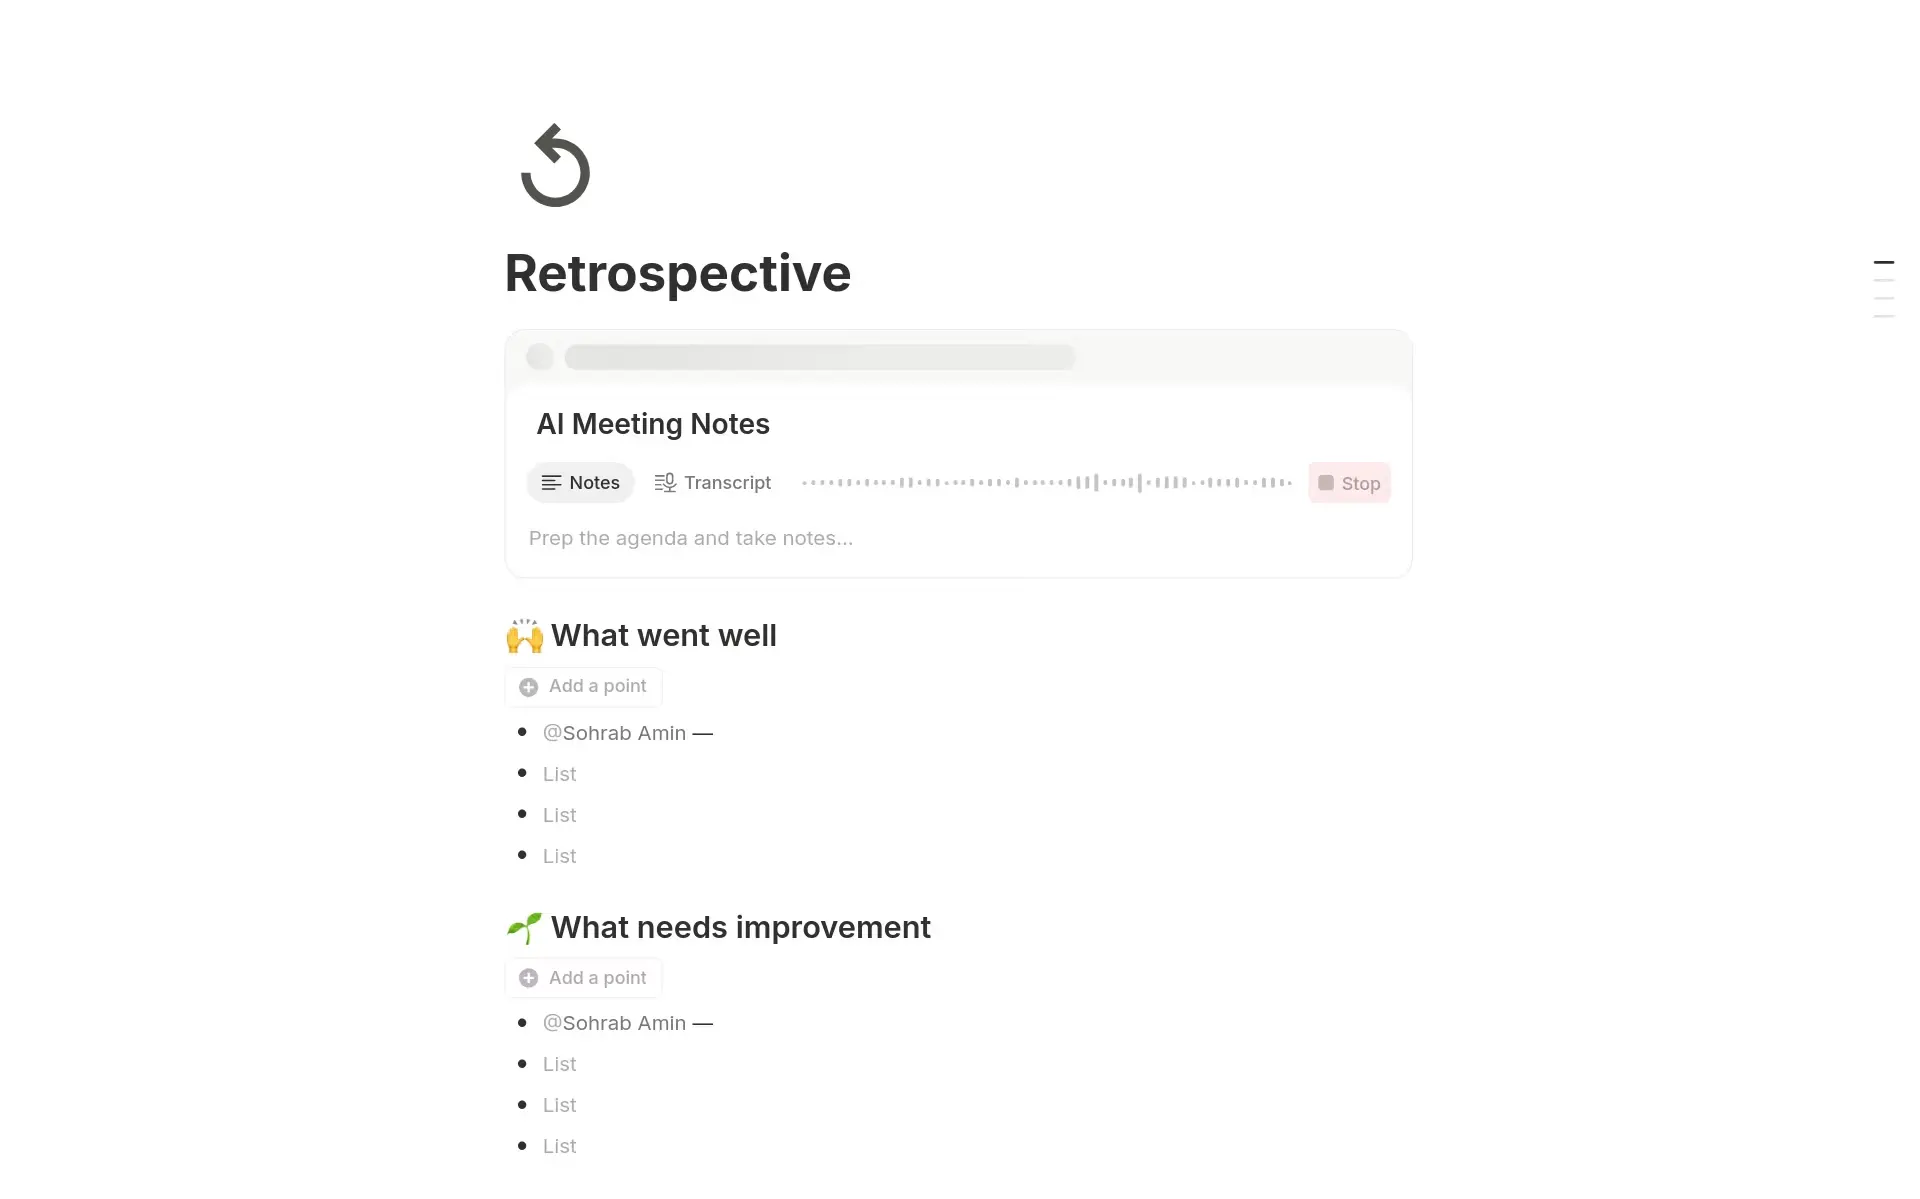 Retrospective
AI Meeting Notes
Notes Transcript Stop
Prep the agenda and take notes...
🙌 What went well
Add a point
• @Sohrab Amin —
• List
• List
• List
🌱 What needs improvement
Add a point
• @Sohrab Amin —
• List
• List
• List